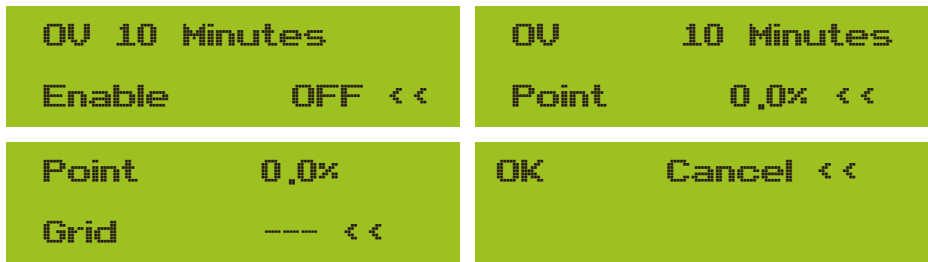 OV 10 Minutes
Enable OFF <<
OV 10 Minutes
Point 0.0% <<
Point 0.0%
Grid --- <<
OK Cancel <<